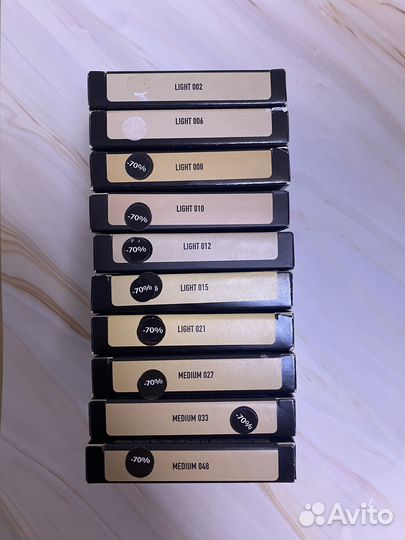 LIGHT 002
LIGHT 006
-70% LIGHT 008
-70% LIGHT 010
-70% LIGHT 012
-70% LIGHT 015
-70% LIGHT 021
-70% MEDIUM 027
MEDIUM 033 -70%
-70% MEDIUM 048
Avito